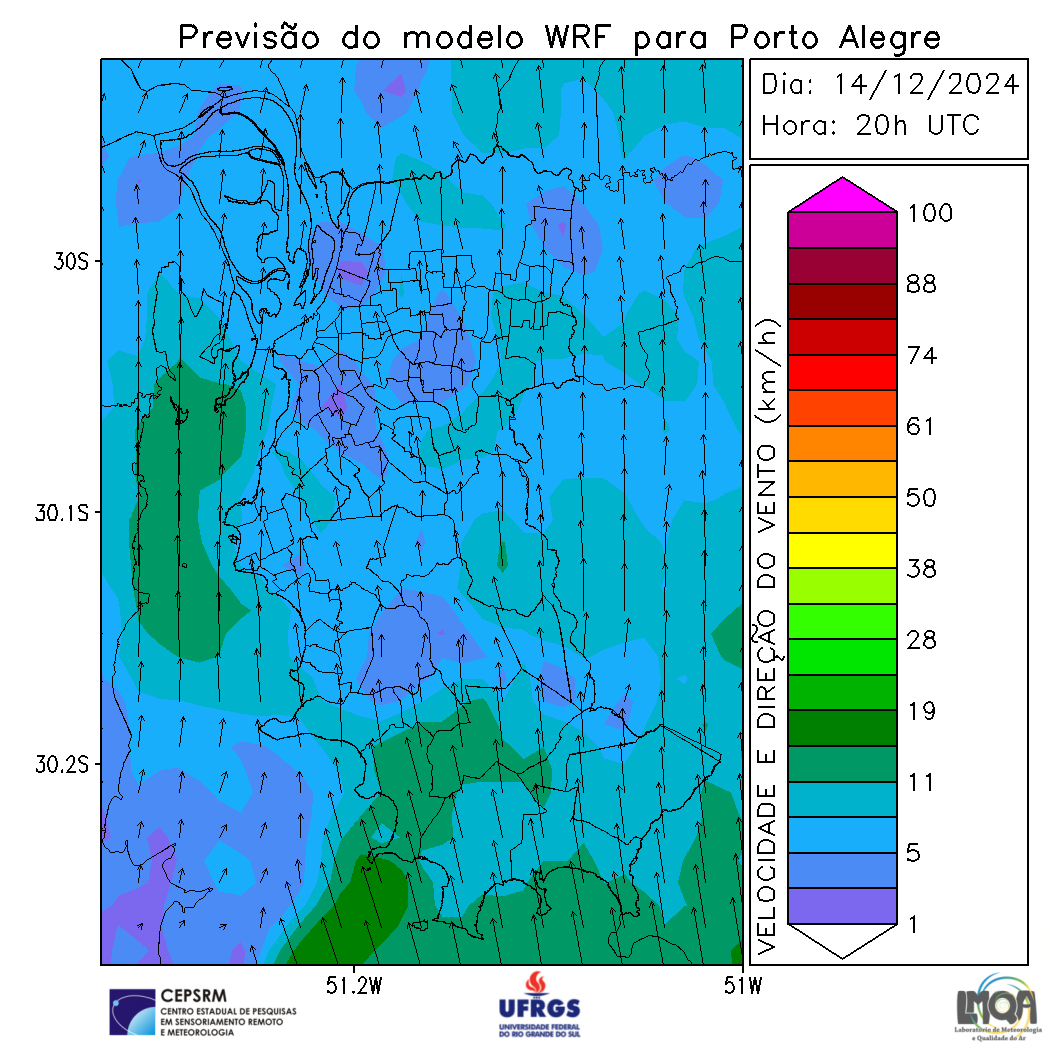 Previsão do modelo WRF para Porto Alegre
Dia: 14/12/2024
Hora: 20h UTC
30S
30.1S
30.2S
51.2W
51W
VELOCIDADE E DIREÇÃO DO VENTO (km/h)
100
88
74
61
50
38
28
19
11
5
1
CEPSRM
CENTRO ESTADUAL DE PESQUISAS
EM SENSORIAMENTO REMOTO
E METEOROLOGIA
UFRGS
UNIVERSIDADE FEDERAL
DO RIO GRANDE DO SUL
LMQA
Laboratório de Meteorologia
e Qualidade do Ar